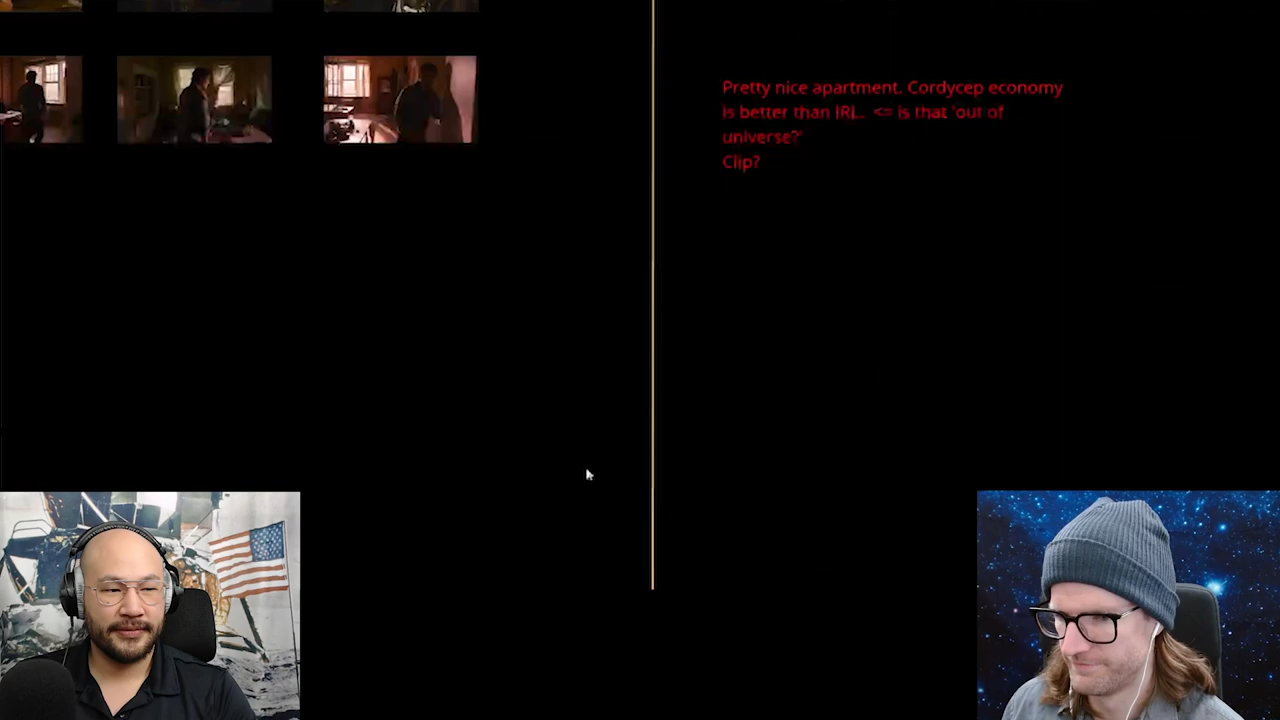 Pretty nice apartment. Cordycep economy
is better than IRL. <= is that 'out of
universe?'
Clip?